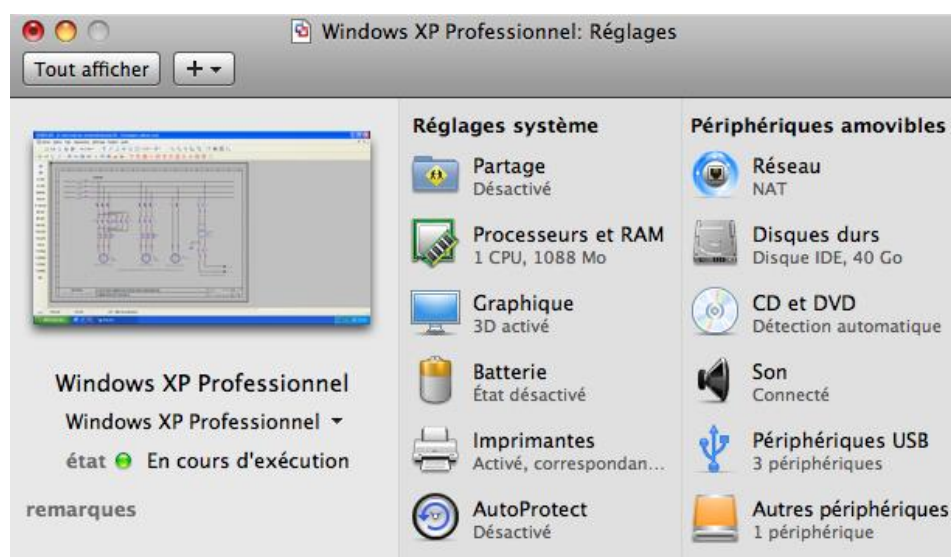 Windows XP Professionnel: Réglages
Tout afficher
+
Windows XP Professionnel
Windows XP Professionnel
état En cours d'exécution
remarques
Réglages système
Partage
Désactivé
Processeurs et RAM
1 CPU, 1088 Mo
Graphique
3D activé
Batterie
État désactivé
Imprimantes
Activé, correspondan...
AutoProtect
Désactivé
Périphériques amovibles
Réseau
NAT
Disques durs
Disque IDE, 40 Go
CD et DVD
Détection automatique
Son
Connecté
Périphériques USB
3 périphériques
Autres périphériques
1 périphérique